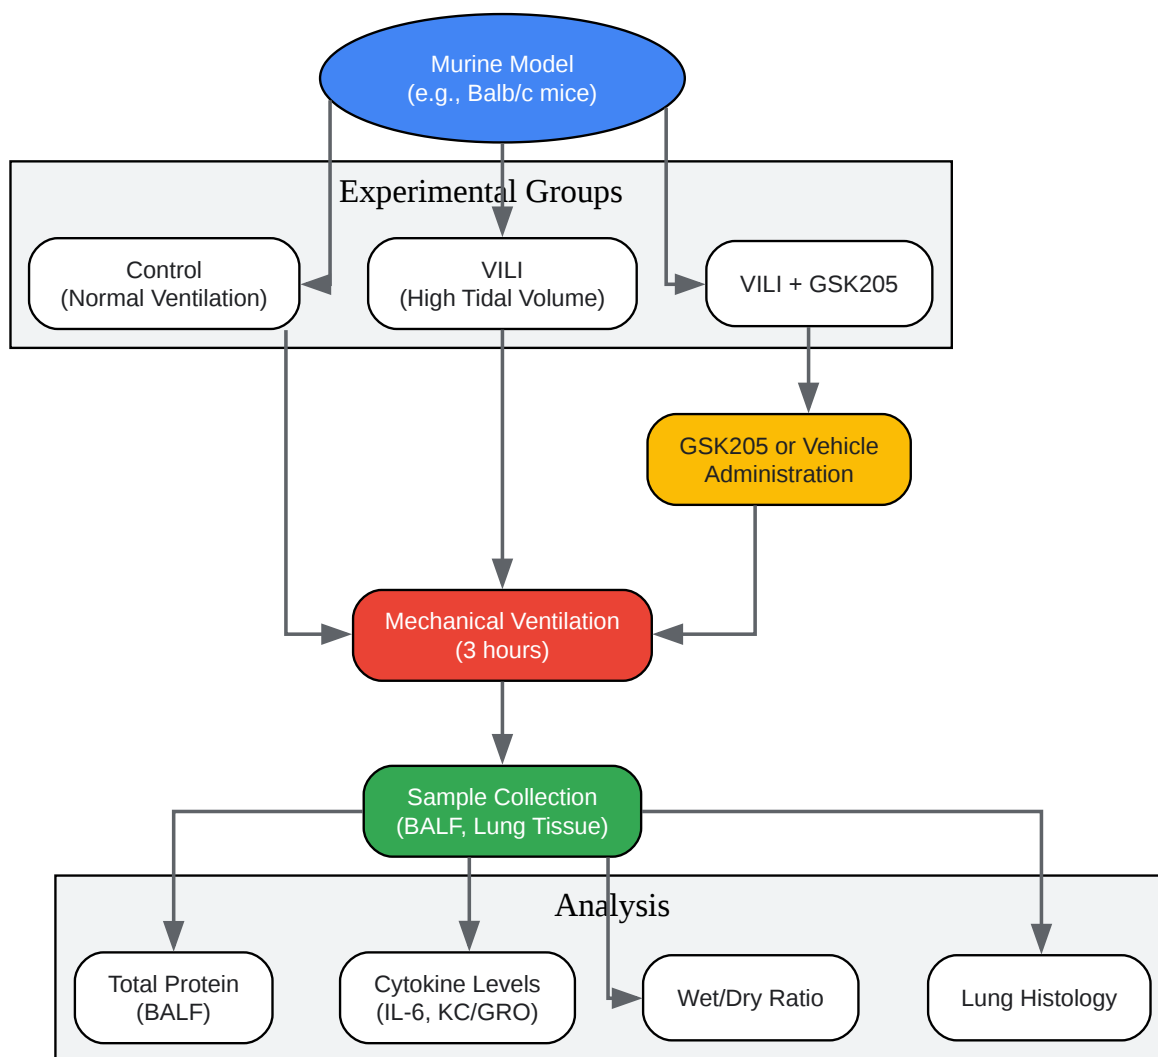 Murine Model
(e.g., Balb/c mice)
Experimental Groups
Control
(Normal Ventilation)
VILI
(High Tidal Volume)
VILI + GSK205
GSK205 or Vehicle
Administration
Mechanical Ventilation
(3 hours)
Sample Collection
(BALF, Lung Tissue)
Analysis
Total Protein
(BALF)
Cytokine Levels
(IL-6, KC/GRO)
Wet/Dry Ratio
Lung Histology